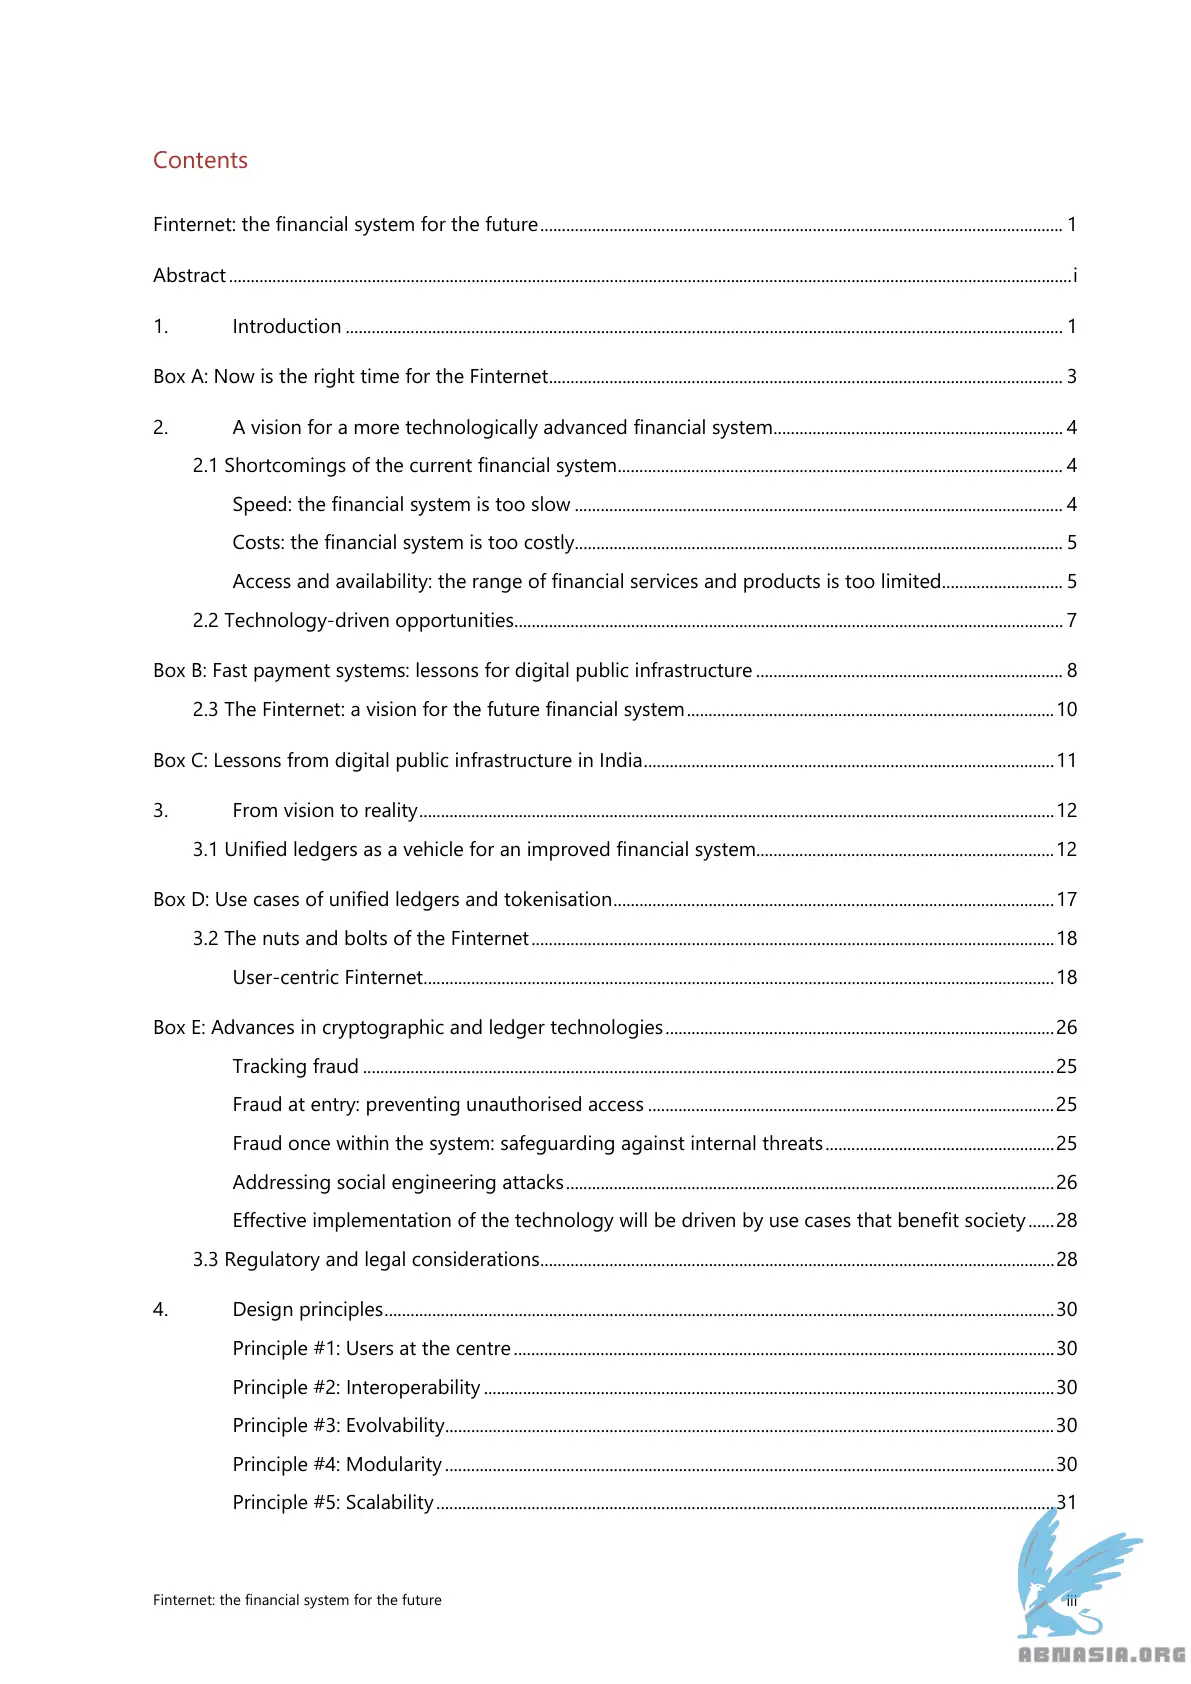 Contents
Finternet: the financial system for the future 1
Abstract i
1. Introduction 1
Box A: Now is the right time for the Finternet 3
2. A vision for a more technologically advanced financial system 4
2.1 Shortcomings of the current financial system 4
Speed: the financial system is too slow 4
Costs: the financial system is too costly 5
Access and availability: the range of financial services and products is too limited 5
2.2 Technology-driven opportunities 7
Box B: Fast payment systems: lessons for digital public infrastructure 8
2.3 The Finternet: a vision for the future financial system 10
Box C: Lessons from digital public infrastructure in India 11
3. From vision to reality 12
3.1 Unified ledgers as a vehicle for an improved financial system 12
Box D: Use cases of unified ledgers and tokenisation 17
3.2 The nuts and bolts of the Finternet 18
User-centric Finternet 18
Box E: Advances in cryptographic and ledger technologies 26
Tracking fraud 25
Fraud at entry: preventing unauthorised access 25
Fraud once within the system: safeguarding against internal threats 25
Addressing social engineering attacks 26
Effective implementation of the technology will be driven by use cases that benefit society 28
3.3 Regulatory and legal considerations 28
4. Design principles 30
Principle #1: Users at the centre 30
Principle #2: Interoperability 30
Principle #3: Evolvability 30
Principle #4: Modularity 30
Principle #5: Scalability 31
Finternet: the financial system for the future iii
ABNASIA.ORG